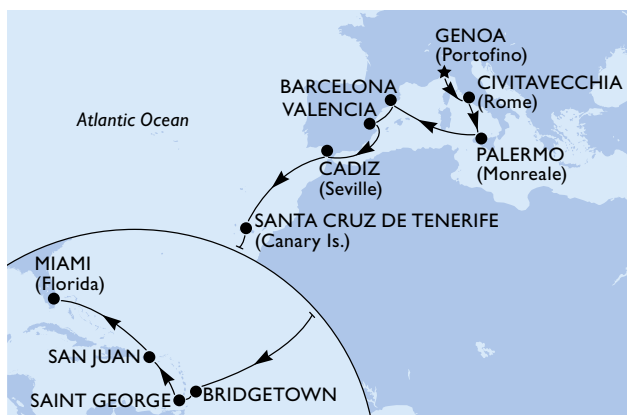 GENOA
(Portofino)
CIVITAVECCHIA
(Rome)
BARCELONA
VALENCIA
Atlantic Ocean
PALERMO
(Monreale)
CADIZ
(Seville)
SANTA CRUZ DE TENERIFE
(Canary Is.)
MIAMI
(Florida)
SAN JUAN
SAINT GEORGE
BRIDGETOWN